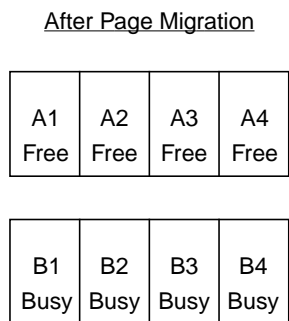 After Page Migration
A1 A2 A3 A4
Free Free Free Free
B1 B2 B3 B4
Busy Busy Busy Busy